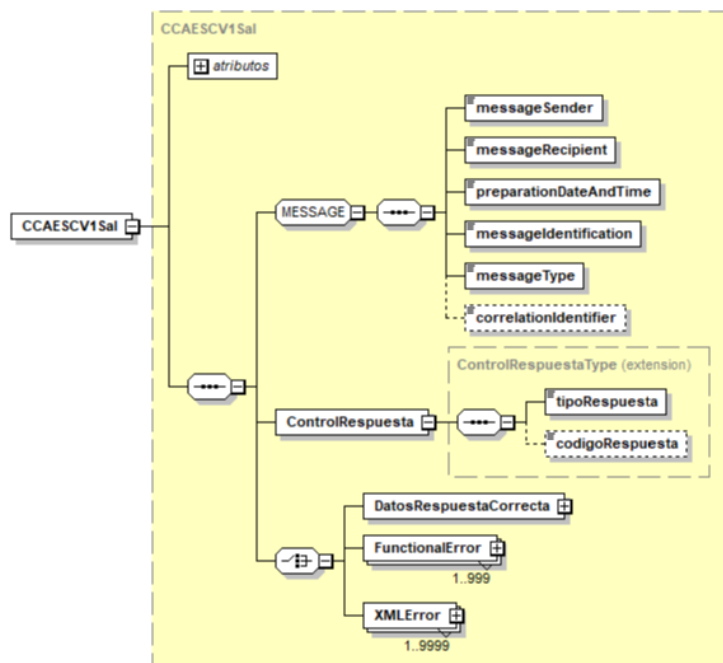 CCAESCV1Sal
atributos
messageSender
messageRecipient
preparationDateAndTime
MESSAGE
messageIdentification
CCAESCV1Sal
messageType
correlationIdentifier
ControlRespuestaType (extension)
tipoRespuesta
ControlRespuesta
codigoRespuesta
DatosRespuestaCorrecta
FunctionalError
1..999
XMLError
1..9999